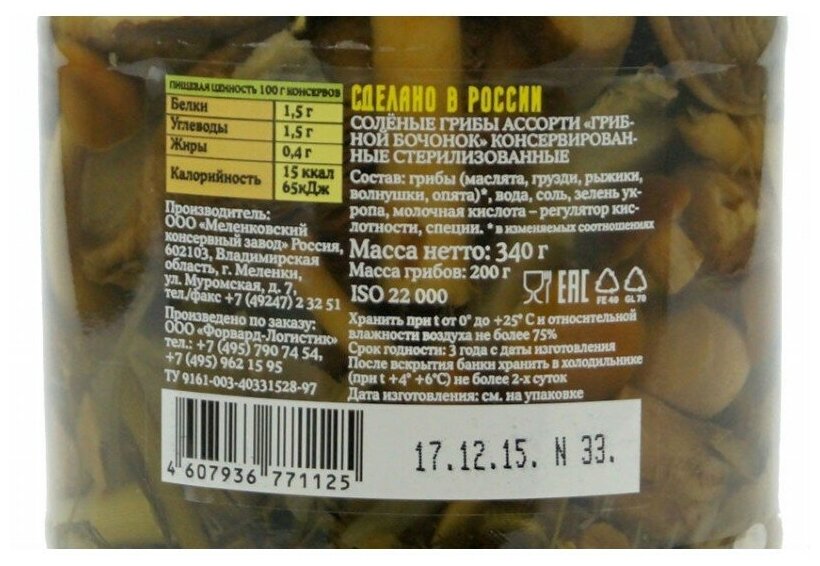 ПИЩЕВАЯ ЦЕННОСТЬ 100 Г КОНСЕРВОВ
Белки 1,5 г
Углеводы 1,5 г
Жиры 0,4 г
Калорийность 15 ккал
65кДж
Производитель:
ООО «Меленковский
консервный завод» Россия,
602103, Владимирская
область, г. Меленки,
ул. Муромская, д. 7,
тел./факс +7 (49247) 2 32 51
Произведено по заказу:
ООО «Форвард-Логистик»
тел.: +7 (495) 790 74 54,
+7 (495) 962 15 95
ТУ 9161-003-40331528-97
4 607936 771125
СДЕЛАНО В РОССИИ
СОЛЁНЫЕ ГРИБЫ АССОРТИ «ГРИБ-
НОЙ БОЧОНОК» КОНСЕРВИРОВАН-
НЫЕ СТЕРИЛИЗОВАННЫЕ
Состав: грибы (маслята, грузди, рыжики,
волнушки, опята)*, вода, соль, зелень ук-
ропа, молочная кислота – регулятор кис-
лотности, специи. * в изменяемых соотношениях
Масса нетто: 340 г
Масса грибов: 200 г
ISO 22 000
EAC
FE 40
GL 70
Хранить при t от 0° до +25° С и относительной
влажности воздуха не более 75%
Срок годности: 3 года с даты изготовления
После вскрытия банки хранить в холодильнике
(при t +4° +6°С) не более 2-х суток
Дата изготовления: см. на упаковке
17.12.15. N 33.